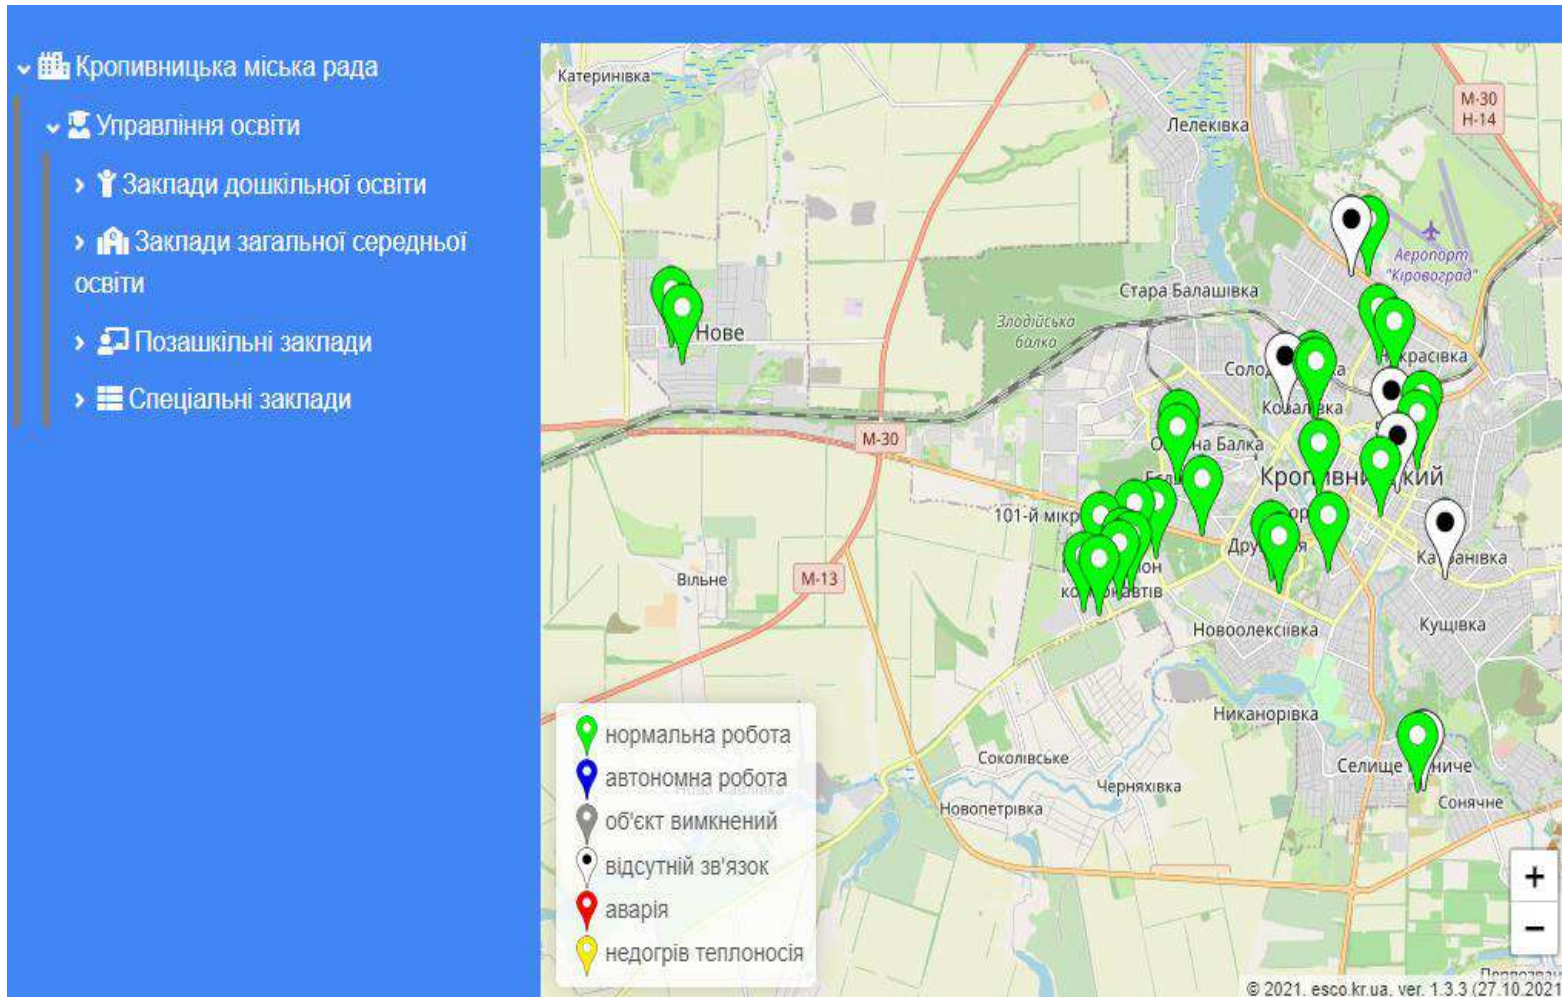 Кропивницька міська рада
Управління освіти
Заклади дошкільної освіти
Заклади загальної середньої
освіти
Позашкільні заклади
Спеціальні заклади
Катеринівка
Лелеківка
М-30
Н-14
Аеропорт
"Кіровоград"
Стара Балашівка
Злодійська
балка
Нове
М-30
Балка
101-й
Вільне
М-13
Новоолексіївка
Кущівка
Никанорівка
Соколівське
Черняхівка
Селище
Новопетрівка
Сонячне
нормальна робота
автономна робота
об'єкт вимкнений
відсутній зв'язок
аварія
недогрів теплоносія
+
−
© 2021. esco.kr.ua, ver. 1.3.3 (27.10.2021